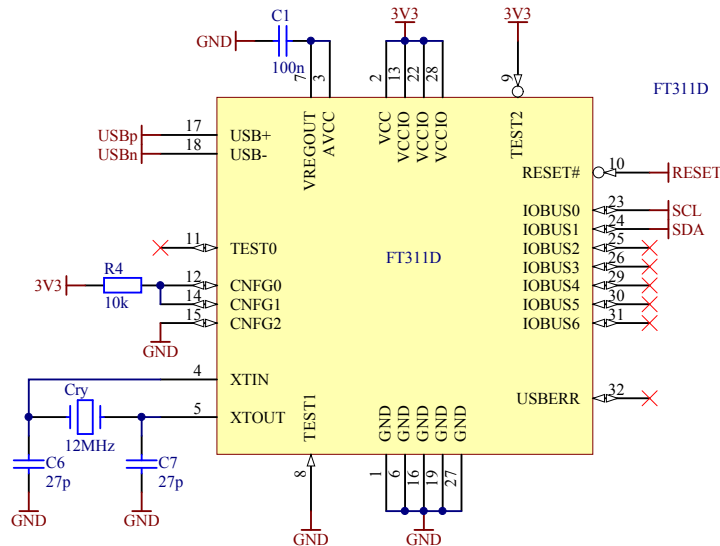 C1
3V3
3V3
GND
100n
7
3
2
13
22
28
9
FT311D
VREGOUT
AVCC
VCC
VCCIO
VCCIO
VCCIO
TEST2
USBp
17
USB+
USBn
18
USB-
RESET#
10
RESET
IOBUS0
23
SCL
IOBUS1
24
SDA
11
TEST0
FT311D
IOBUS2
25
IOBUS3
26
R4
3V3
10k
12
CNFG0
IOBUS4
29
14
CNFG1
IOBUS5
30
15
CNFG2
IOBUS6
31
GND
4
XTIN
Cry
12MHz
5
XTOUT
USBERR
32
TEST1
GND
GND
GND
GND
GND
C6
27p
C7
27p
8
1
6
16
19
27
GND
GND
GND
GND